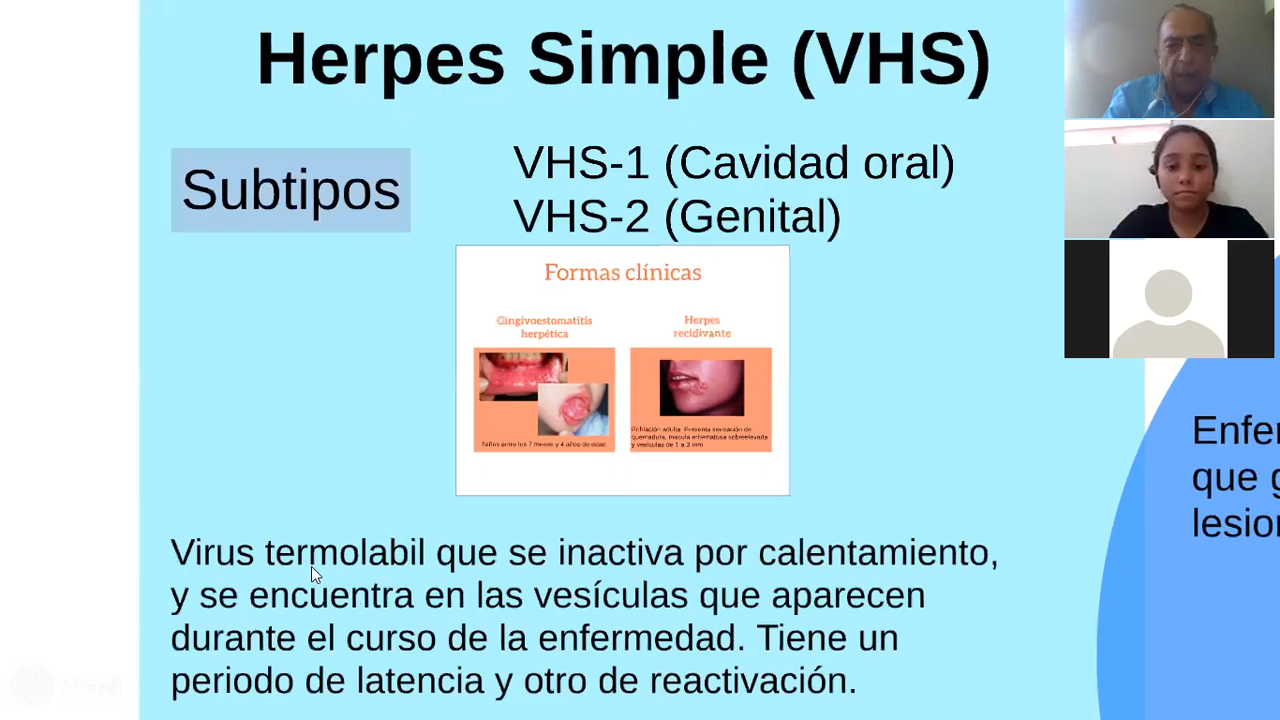 Herpes Simple (VHS)
Subtipos
VHS-1 (Cavidad oral)
VHS-2 (Genital)
Formas clínicas
Gingivoestomatitis
herpética
Herpes
recidivante
Niños entre los 7 meses y 4 años de edad.
Población adulta. Presenta sensación de
quemadura, mácula eritematosa sobreelevada
y vesículas de 1 a 3 mm
Virus termolabil que se inactiva por calentamiento,
y se encuentra en las vesículas que aparecen
durante el curso de la enfermedad. Tiene un
periodo de latencia y otro de reactivación.
Enfe
que
lesio